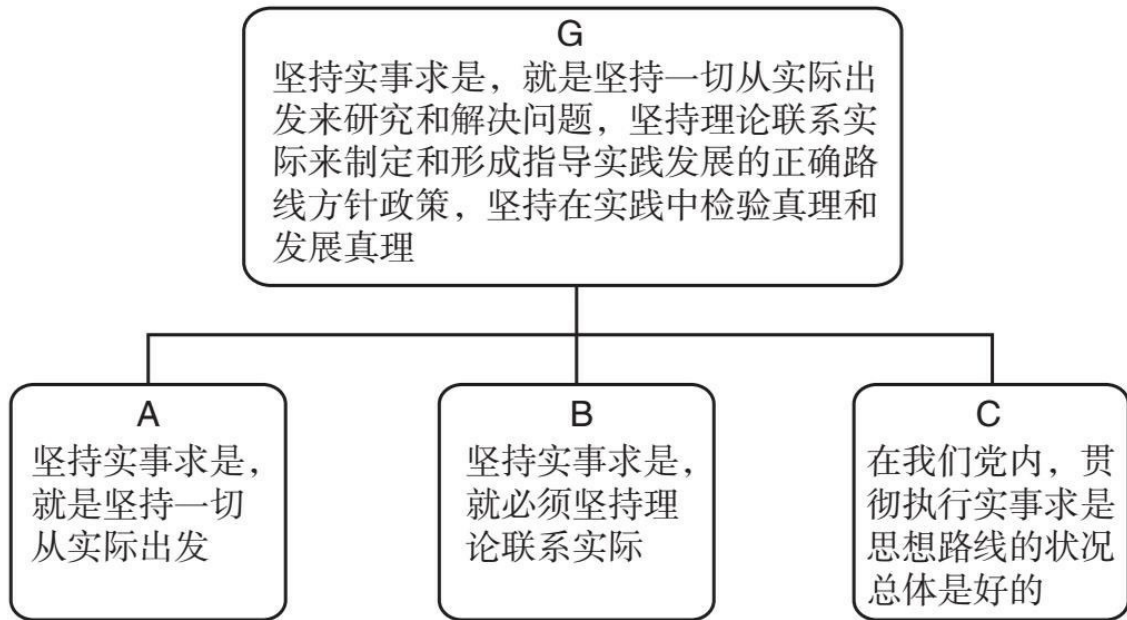 G
坚持实事求是，就是坚持一切从实际出
发来研究和解决问题，坚持理论联系实
际来制定和形成指导实践发展的正确路
线方针政策，坚持在实践中检验真理和
发展真理
A
坚持实事求是，
就是坚持一切
从实际出发
B
坚持实事求是，
就必须坚持理
论联系实际
C
在我们党内，贯
彻执行实事求是
思想路线的状况
总体是好的